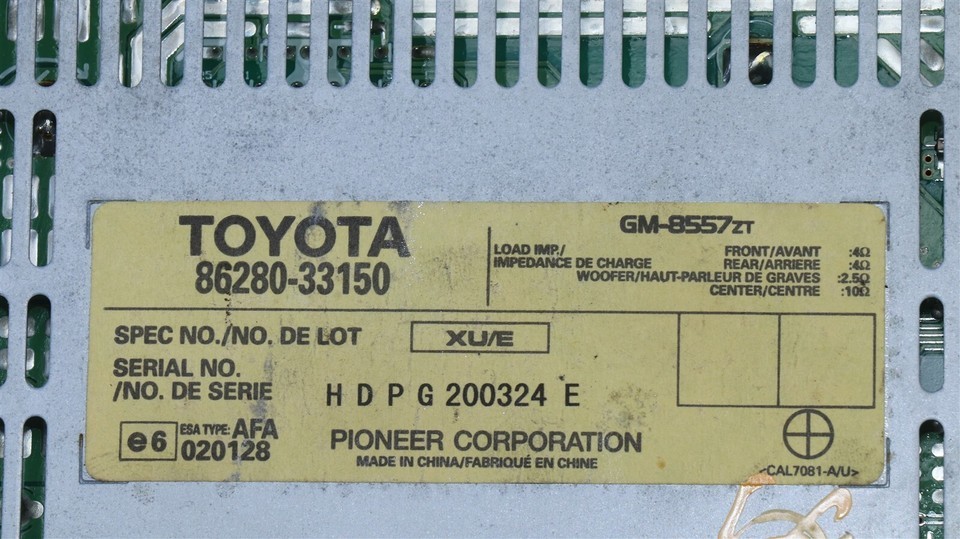 TOYOTA
86280-33150
GM-8557ZT
LOAD IMP./
IMPEDANCE DE CHARGE
FRONT/AVANT :4Ω
REAR/ARRIERE :4Ω
WOOFER/HAUT-PARLEUR DE GRAVES :2.5Ω
CENTER/CENTRE :10Ω
SPEC NO./NO. DE LOT XU/E
SERIAL NO.
/NO. DE SERIE
HDPG200324E
e6
ESA TYPE: AFA
020128
PIONEER CORPORATION
MADE IN CHINA/FABRIQUÉ EN CHINE
<CAL7081-A/U>